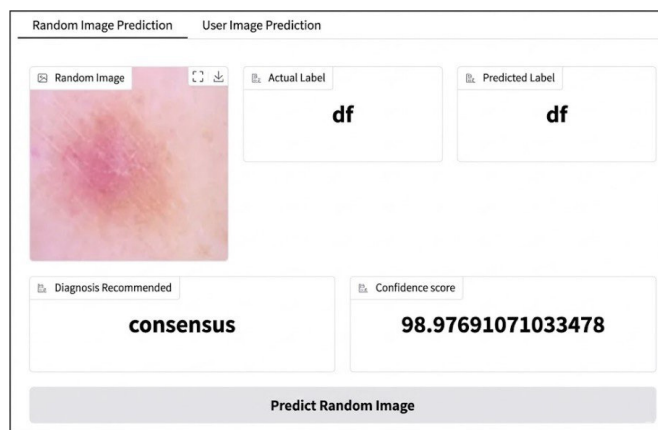 Random Image Prediction
User Image Prediction
Random Image
Actual Label
df
Predicted Label
df
Diagnosis Recommended
consensus
Confidence score
98.97691071033478
Predict Random Image